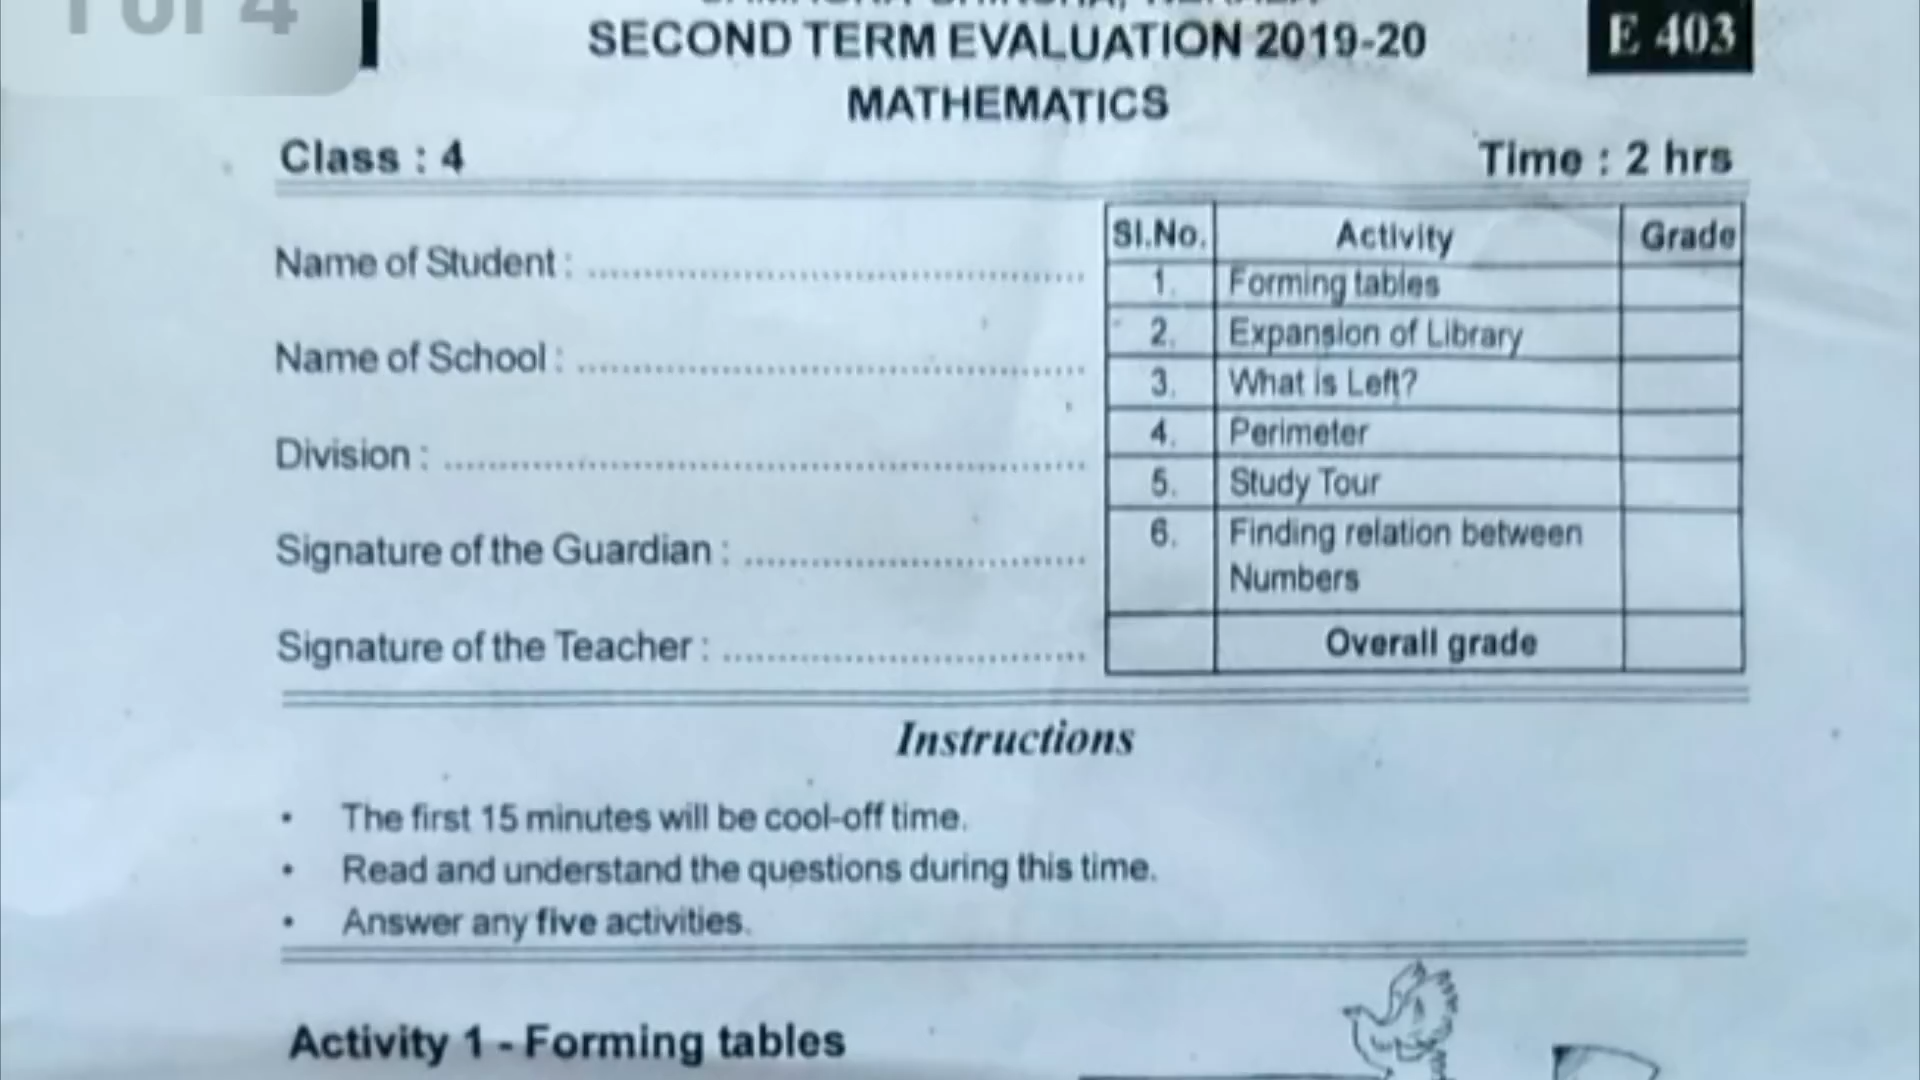 1 of 4
SECOND TERM EVALUATION 2019-20
E 403
MATHEMATICS
Class : 4
Time : 2 hrs
Name of Student : ........................................
Name of School : ........................................
Division : ........................................
Signature of the Guardian : ..............................
Signature of the Teacher : ..............................
Sl.No. Activity Grade
1. Forming tables
2. Expansion of Library
3. What is Left?
4. Perimeter
5. Study Tour
6. Finding relation between
Numbers
Overall grade
Instructions
• The first 15 minutes will be cool-off time.
• Read and understand the questions during this time.
• Answer any five activities.
Activity 1 - Forming tables